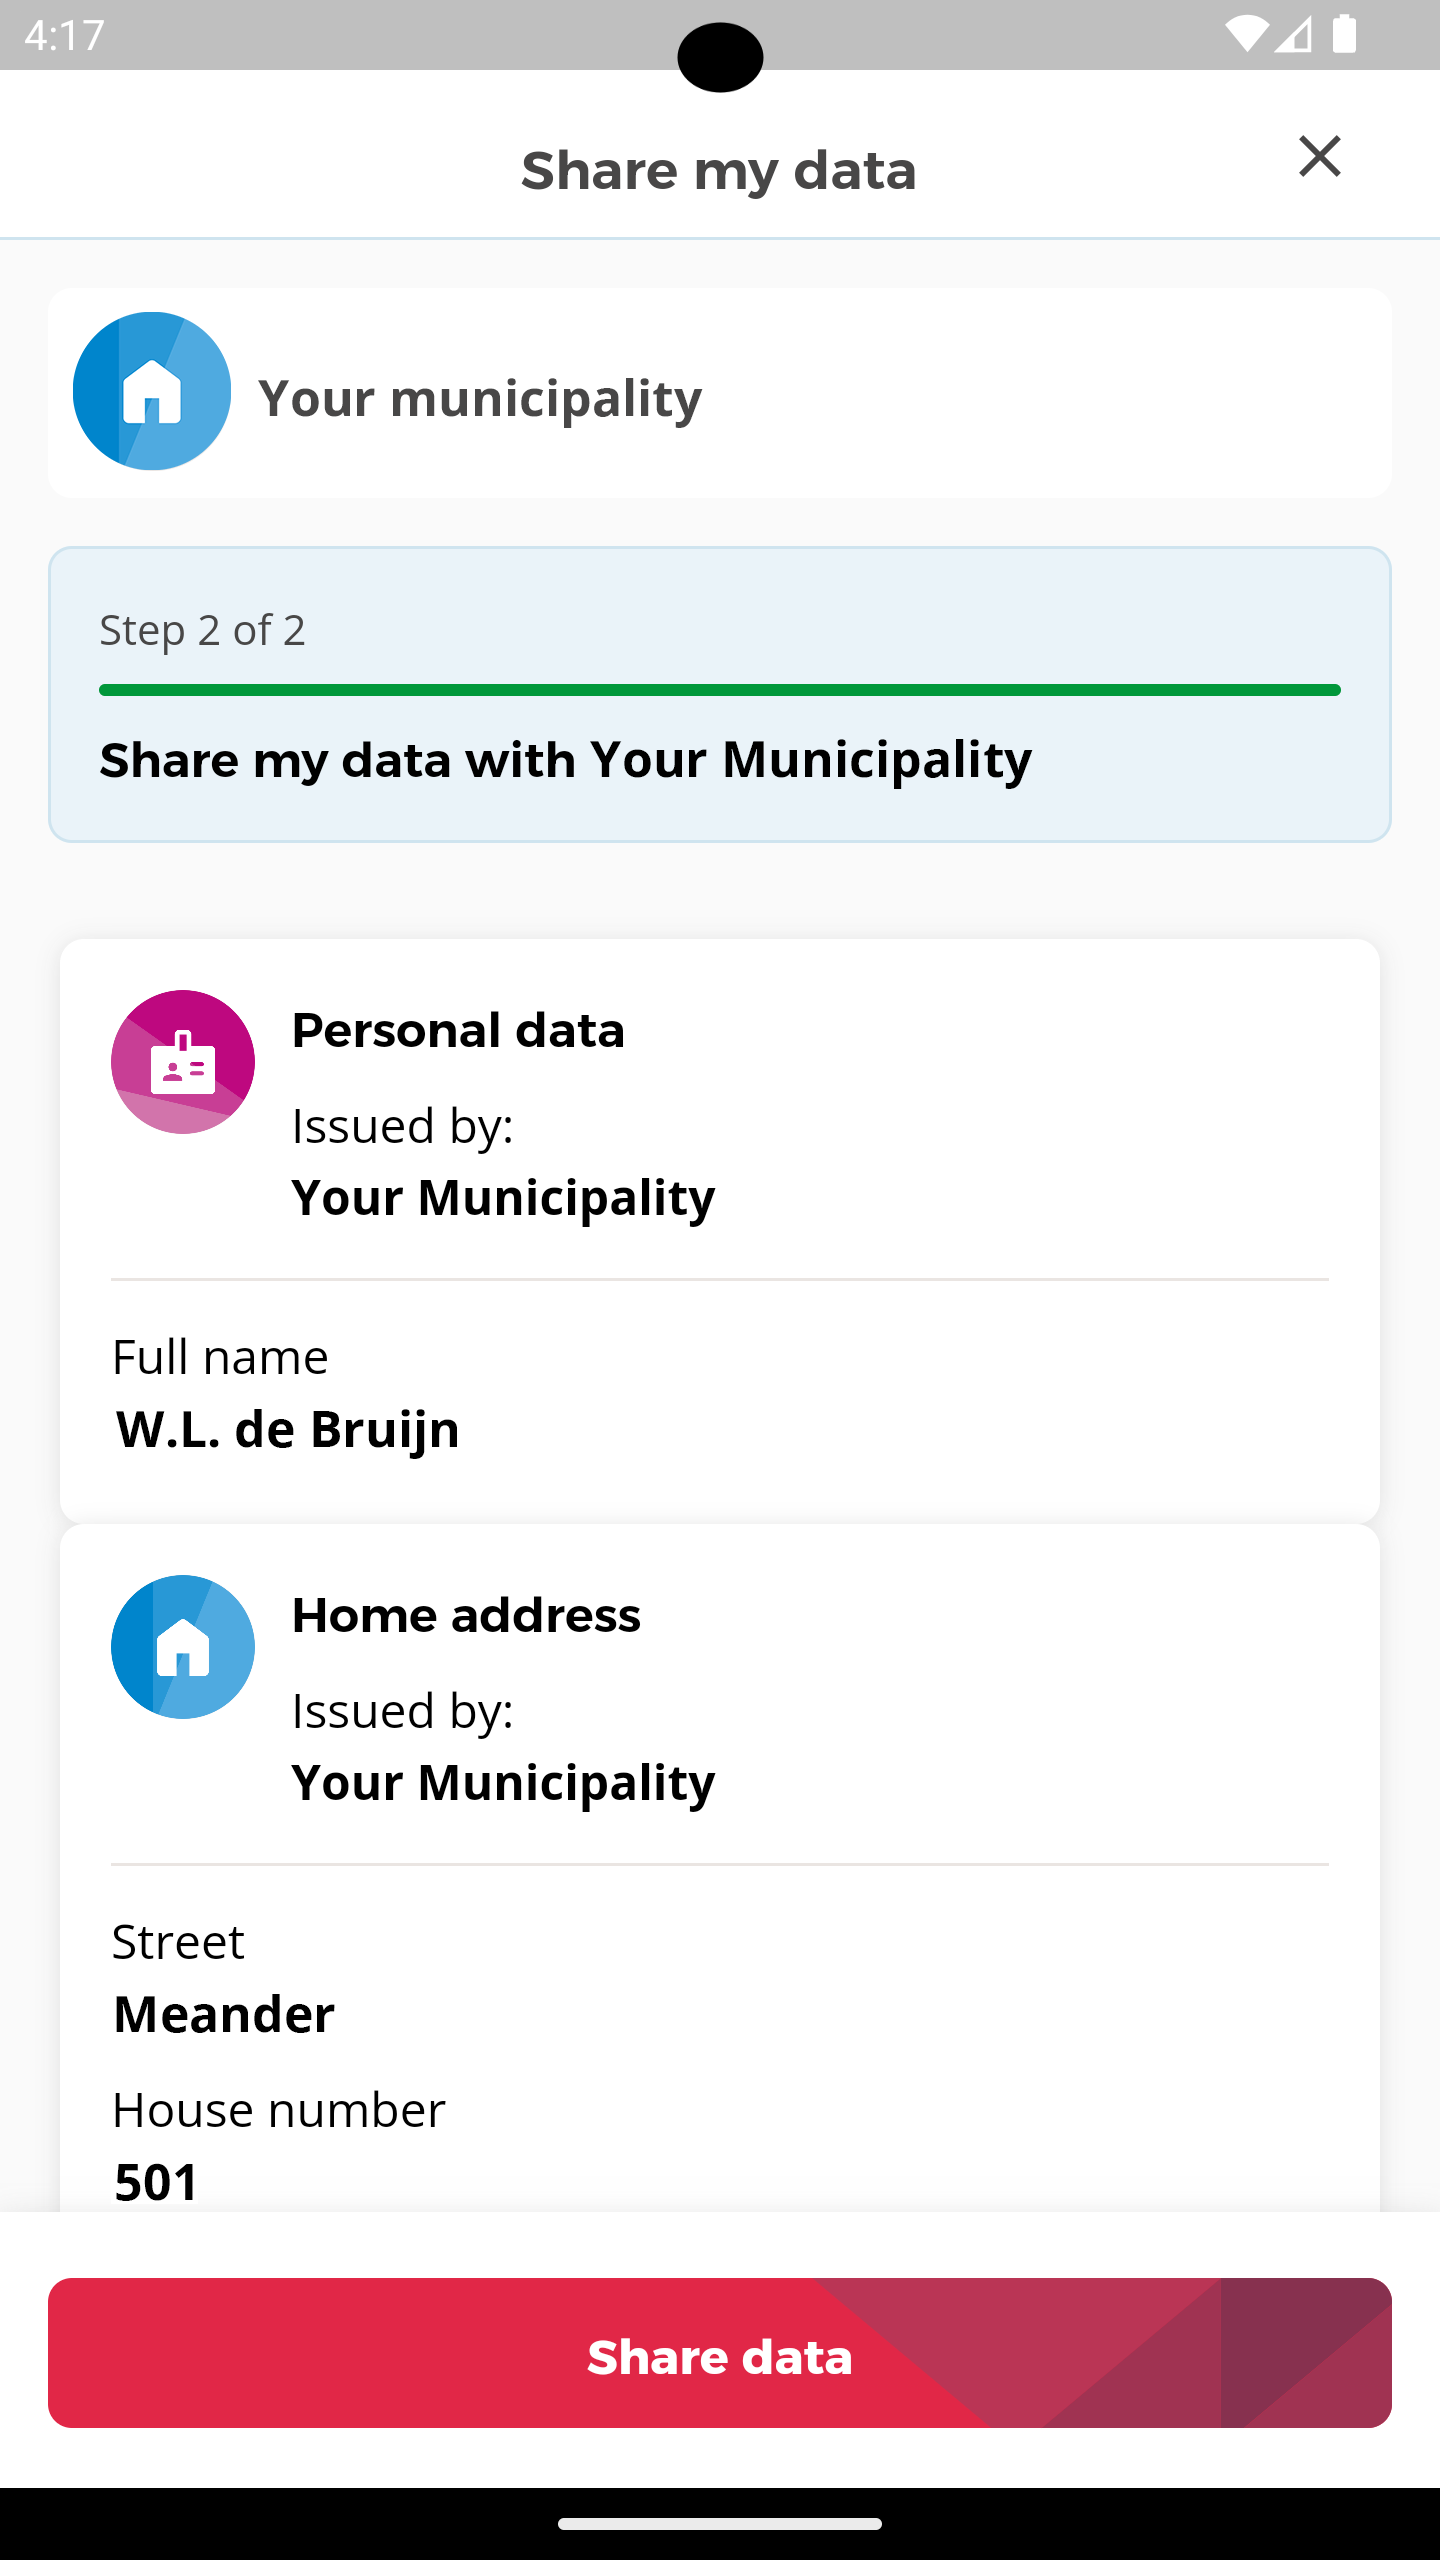 4:17
Share my data
Your municipality
Step 2 of 2
Share my data with Your Municipality
Personal data
Issued by:
Your Municipality
Full name
W.L. de Bruijn
Home address
Issued by:
Your Municipality
Street
Meander
House number
501
Share data